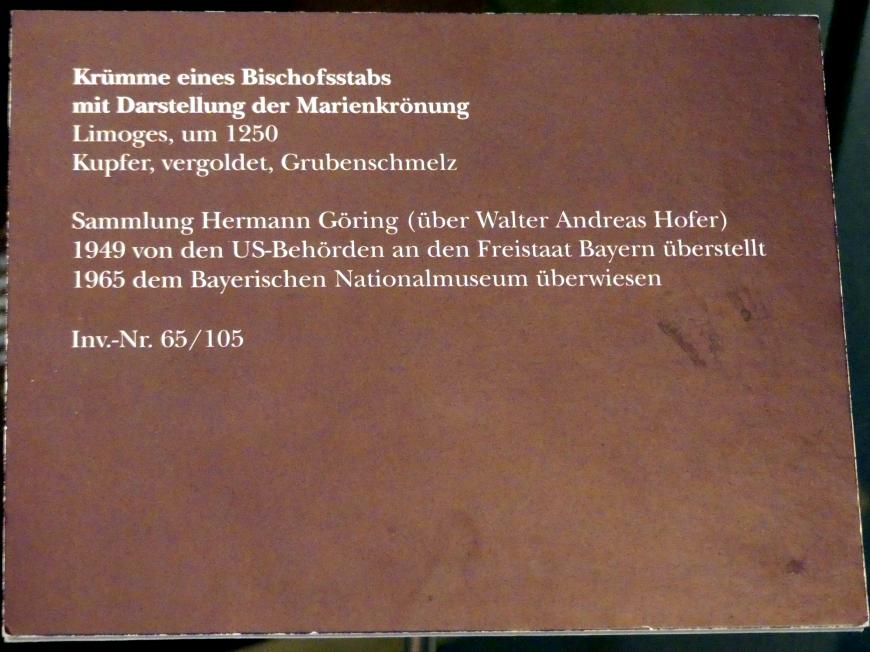 Krümme eines Bischofsstabs
mit Darstellung der Marienkrönung
Limoges, um 1250
Kupfer, vergoldet, Grubenschmelz
Sammlung Hermann Göring (über Walter Andreas Hofer)
1949 von den US-Behörden an den Freistaat Bayern überstellt
1965 dem Bayerischen Nationalmuseum überwiesen
Inv.-Nr. 65/105